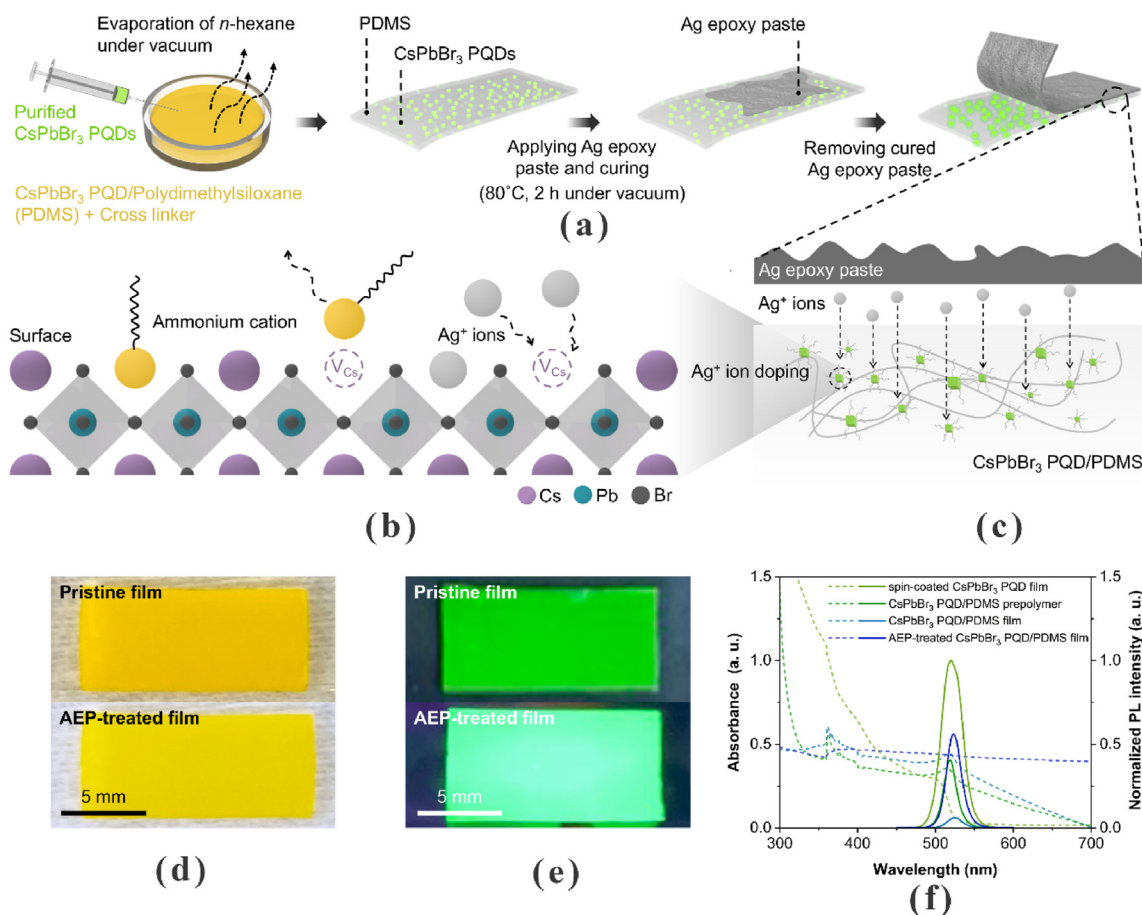 Evaporation of n-hexane
under vacuum
Purified
CsPbBr₃ PQDs
CsPbBr₃ PQD/Polydimethylsiloxane
(PDMS) + Cross linker
PDMS
CsPbBr₃ PQDs
Applying Ag epoxy
paste and curing
(80˚C, 2 h under vacuum)
Ag epoxy paste
Removing cured
Ag epoxy paste
(a)
Surface
Ammonium cation
Ag⁺ ions
V_Cs
V_Cs
Cs Pb Br
(b)
Ag epoxy paste
Ag⁺ ions
Ag⁺ ion doping
CsPbBr₃ PQD/PDMS
(c)
Pristine film
AEP-treated film
5 mm
(d)
Pristine film
AEP-treated film
5 mm
(e)
spin-coated CsPbBr₃ PQD film
CsPbBr₃ PQD/PDMS prepolymer
CsPbBr₃ PQD/PDMS film
AEP-treated CsPbBr₃ PQD/PDMS film
Absorbance (a. u.)
1.5
1.0
0.5
0.0
300 400 500 600 700
Wavelength (nm)
1.5
1.0
0.5
0.0
Normalized PL intensity (a. u.)
(f)